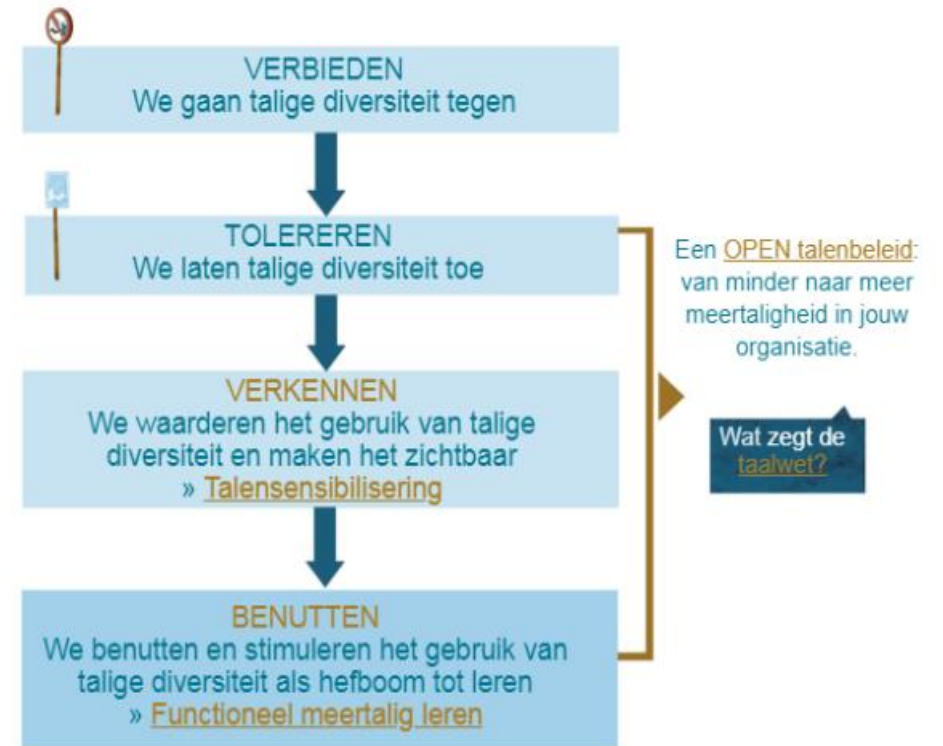 VERBIEDEN
We gaan talige diversiteit tegen
TOLEREREN
We laten talige diversiteit toe
VERKENNEN
We waarderen het gebruik van talige
diversiteit en maken het zichtbaar
» Talensensibilisering
BENUTTEN
We benutten en stimuleren het gebruik van
talige diversiteit als hefboom tot leren
» Functioneel meertalig leren
Een OPEN talenbeleid:
van minder naar meer
meertaligheid in jouw
organisatie.
Wat zegt de
taalwet?